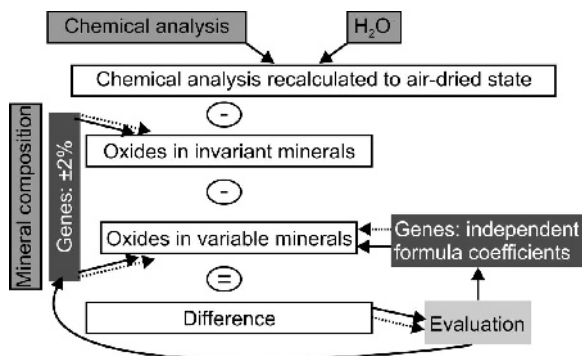 Chemical analysis
H₂O
Chemical analysis recalculated to air-dried state
-
Oxides in invariant minerals
-
Mineral composition
Genes: ±2%
Oxides in variable minerals
Genes: independent
formula coefficients
=
Difference
Evaluation